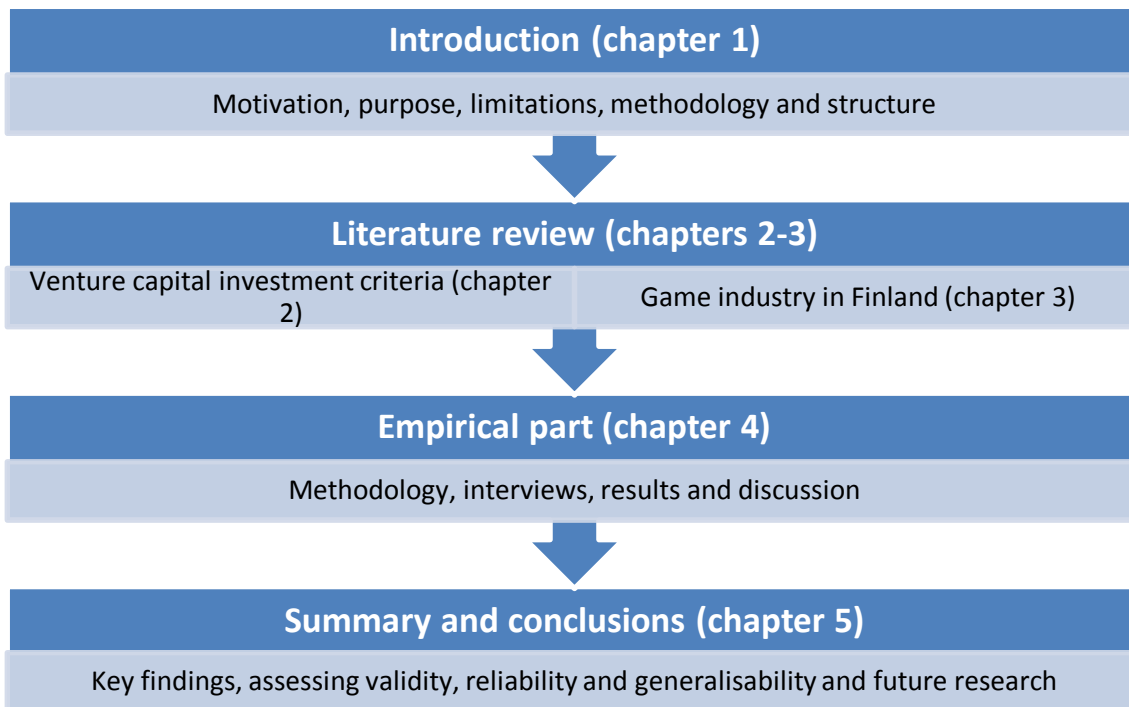 Introduction (chapter 1)
Motivation, purpose, limitations, methodology and structure
Literature review (chapters 2-3)
Venture capital investment criteria (chapter
2)
Game industry in Finland (chapter 3)
Empirical part (chapter 4)
Methodology, interviews, results and discussion
Summary and conclusions (chapter 5)
Key findings, assessing validity, reliability and generalisability and future research